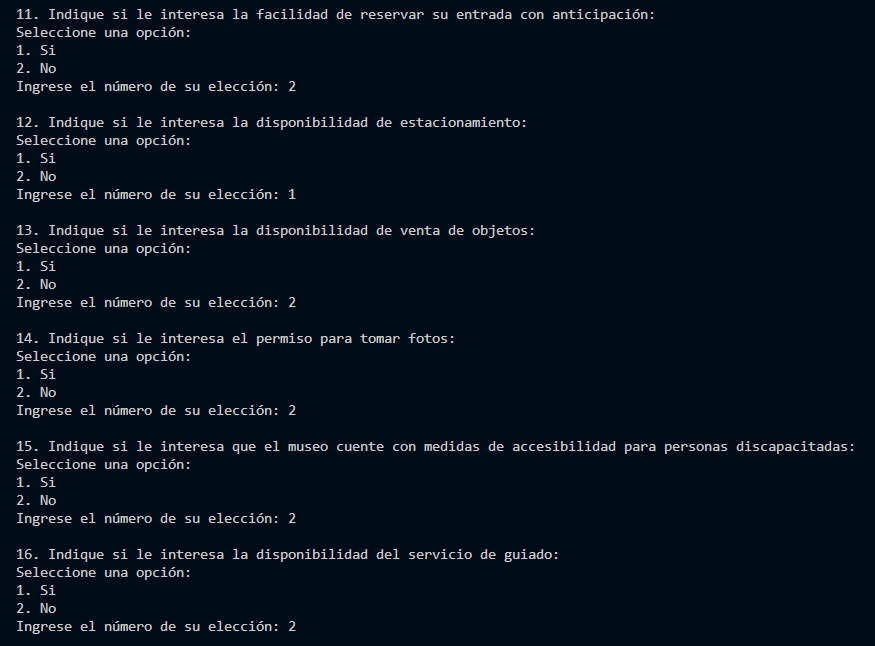 11. Indique si le interesa la facilidad de reservar su entrada con anticipación:
Seleccione una opción:
1. Si
2. No
Ingrese el número de su elección: 2
12. Indique si le interesa la disponibilidad de estacionamiento:
Seleccione una opción:
1. Si
2. No
Ingrese el número de su elección: 1
13. Indique si le interesa la disponibilidad de venta de objetos:
Seleccione una opción:
1. Si
2. No
Ingrese el número de su elección: 2
14. Indique si le interesa el permiso para tomar fotos:
Seleccione una opción:
1. Si
2. No
Ingrese el número de su elección: 2
15. Indique si le interesa que el museo cuente con medidas de accesibilidad para personas discapacitadas:
Seleccione una opción:
1. Si
2. No
Ingrese el número de su elección: 2
16. Indique si le interesa la disponibilidad del servicio de guiado:
Seleccione una opción:
1. Si
2. No
Ingrese el número de su elección: 2